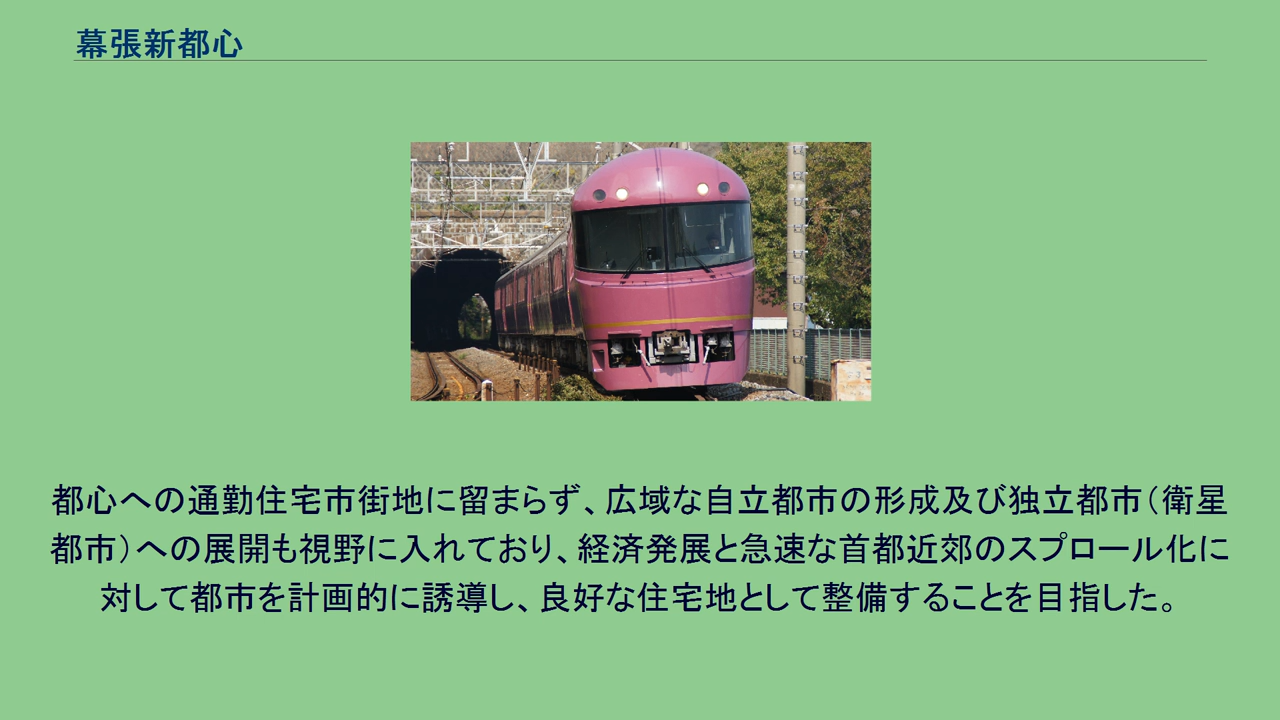 幕張新都心
都心への通勤住宅市街地に留まらず、広域な自立都市の形成及び独立都市（衛星
都市）への展開も視野に入れており、経済発展と急速な首都近郊のスプロール化に
対して都市を計画的に誘導し、良好な住宅地として整備することを目指した。